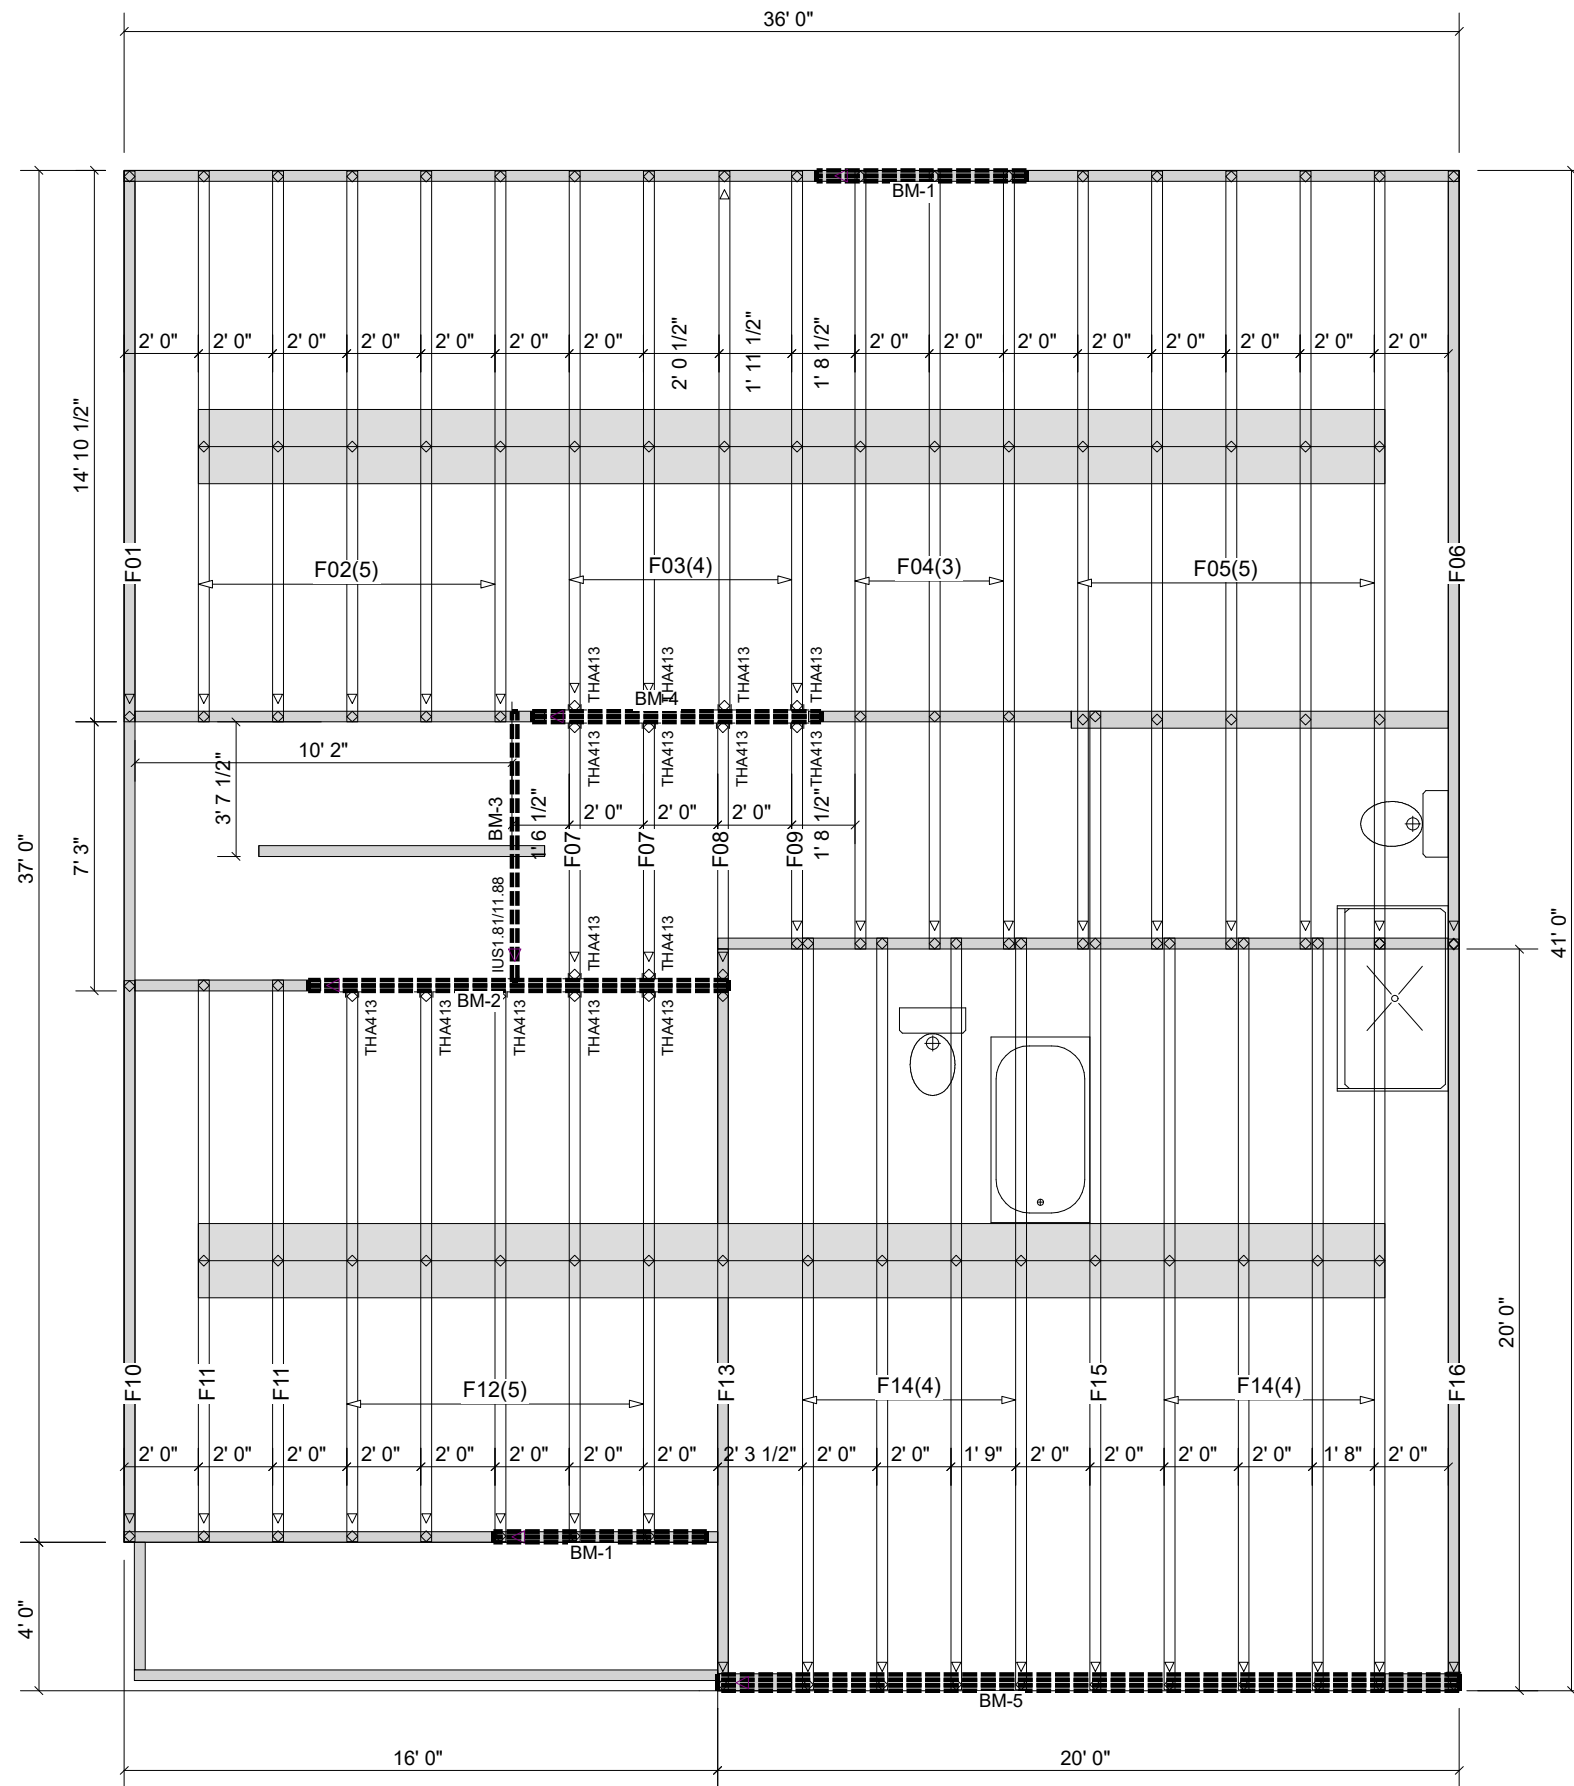 36' 0"
BM-1
2' 0" 2' 0" 2' 0" 2' 0" 2' 0" 2' 0" 2' 0" 2' 0 1/2" 1' 11 1/2" 1' 8 1/2" 2' 0" 2' 0" 2' 0" 2' 0" 2' 0" 2' 0" 2' 0" 2' 0"
14' 10 1/2"
F01
F02(5)
F03(4)
F04(3)
F05(5)
F06
THA413 THA413 THA413 THA413
BM-4
THA413 THA413 THA413 THA413
10' 2"
3' 7 1/2"
BM-3
1' 6 1/2" 2' 0" 2' 0" 2' 0" 1' 8 1/2"
F07 F07 F08 F09
37' 0"
7' 3"
41' 0"
IUS1.81/11.88
THA413 THA413
BM-2
THA413 THA413 THA413 THA413 THA413
20' 0"
F10 F11 F11
F12(5)
F13
F14(4)
F15
F14(4)
F16
2' 0" 2' 0" 2' 0" 2' 0" 2' 0" 2' 0" 2' 0" 2' 0" 2' 3 1/2" 2' 0" 2' 0" 1' 9" 2' 0" 2' 0" 2' 0" 2' 0" 1' 8" 2' 0"
BM-1
4' 0"
BM-5
16' 0"
20' 0"